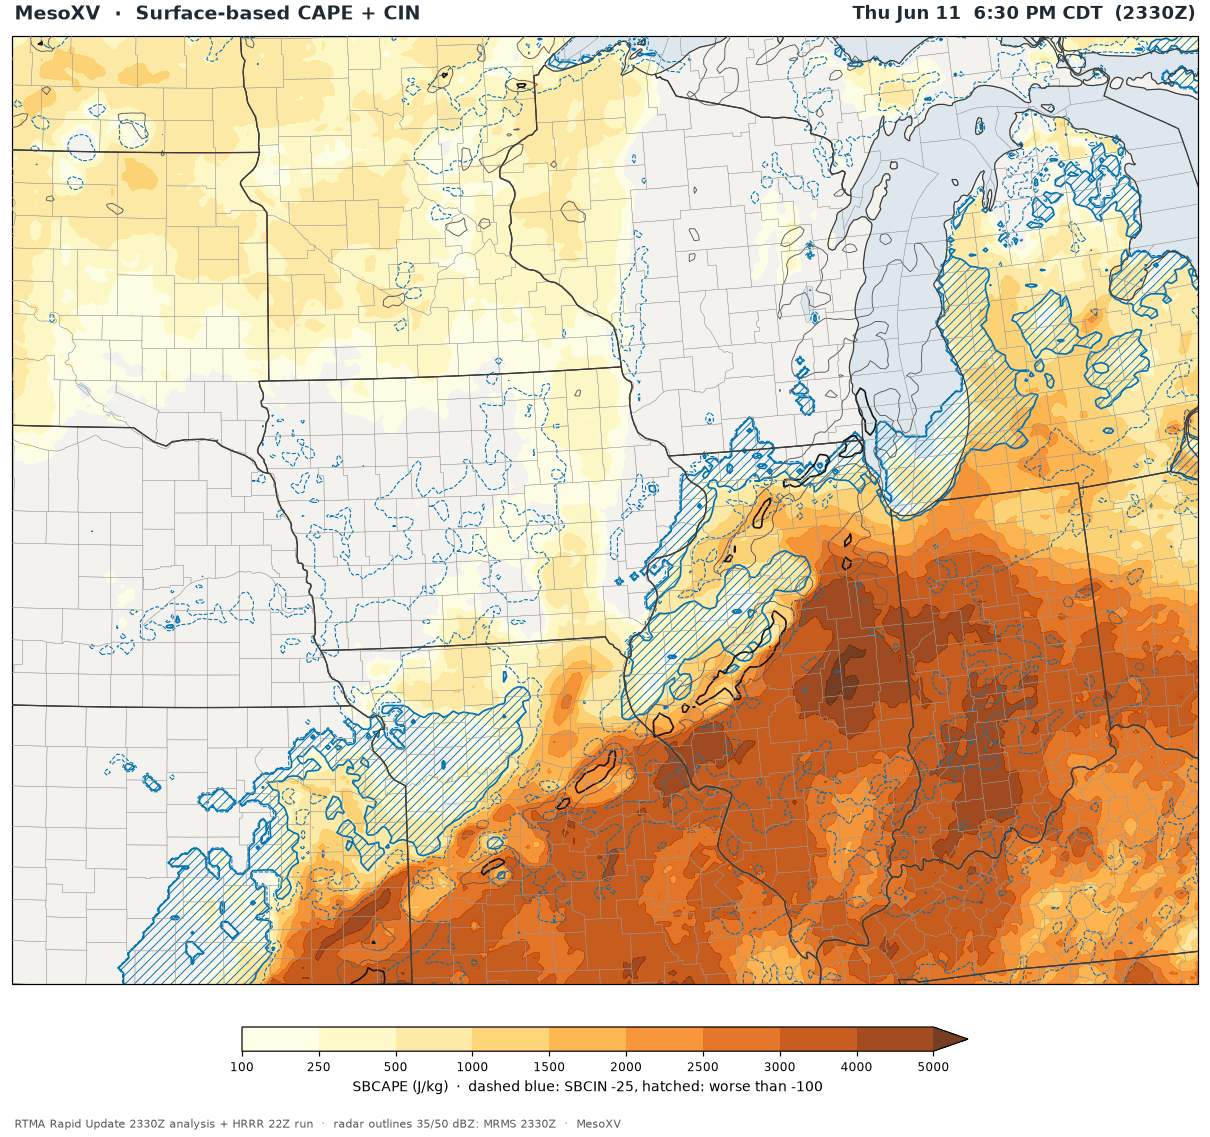 MesoXV · Surface-based CAPE + CIN
Thu Jun 11 6:30 PM CDT (2330Z)
100 250 500 1000 1500 2000 2500 3000 4000 5000
SBCAPE (J/kg) · dashed blue: SBCIN -25, hatched: worse than -100
RTMA Rapid Update 2330Z analysis + HRRR 22Z run · radar outlines 35/50 dBZ: MRMS 2330Z · MesoXV